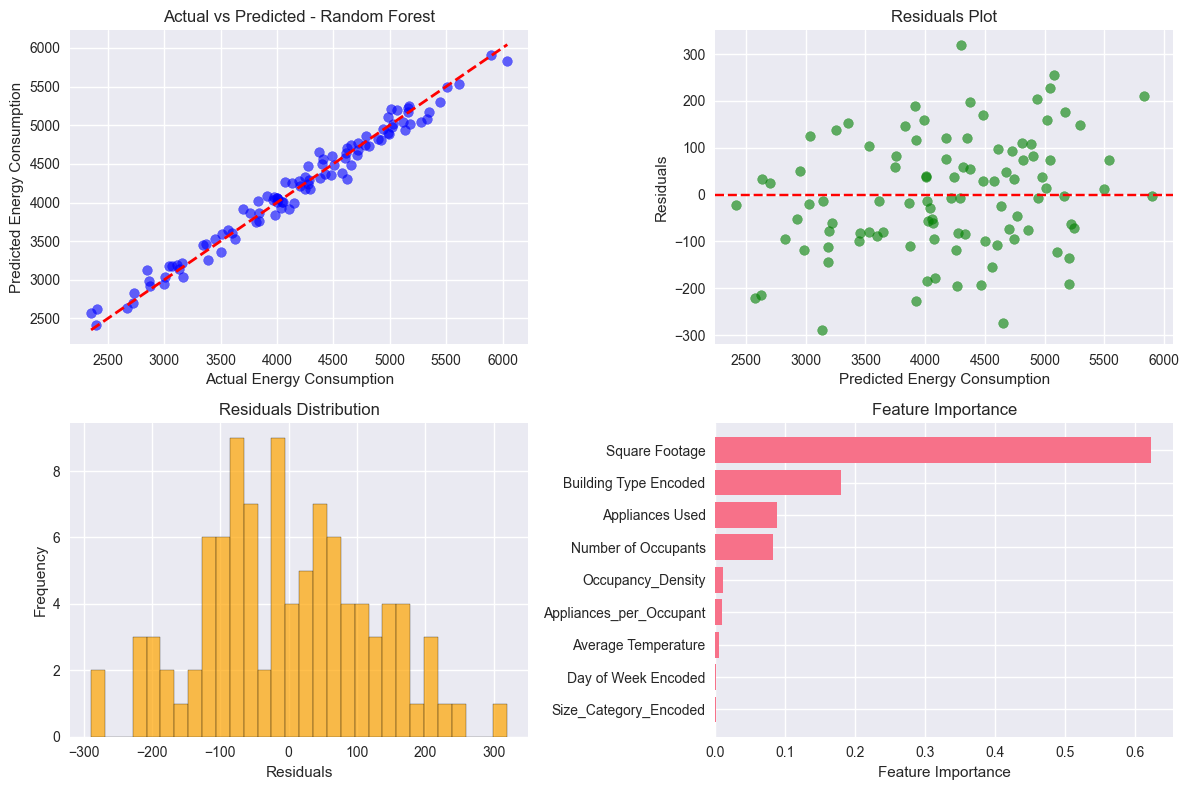 Actual vs Predicted - Random Forest
Predicted Energy Consumption
6000
5500
5000
4500
4000
3500
3000
2500
2500 3000 3500 4000 4500 5000 5500 6000
Actual Energy Consumption
Residuals Plot
Residuals
300
200
100
0
−100
−200
−300
2500 3000 3500 4000 4500 5000 5500 6000
Predicted Energy Consumption
Residuals Distribution
Frequency
8
6
4
2
0
−300 −200 −100 0 100 200 300
Residuals
Feature Importance
Square Footage
Building Type Encoded
Appliances Used
Number of Occupants
Occupancy_Density
Appliances_per_Occupant
Average Temperature
Day of Week Encoded
Size_Category_Encoded
0.0 0.1 0.2 0.3 0.4 0.5 0.6
Feature Importance